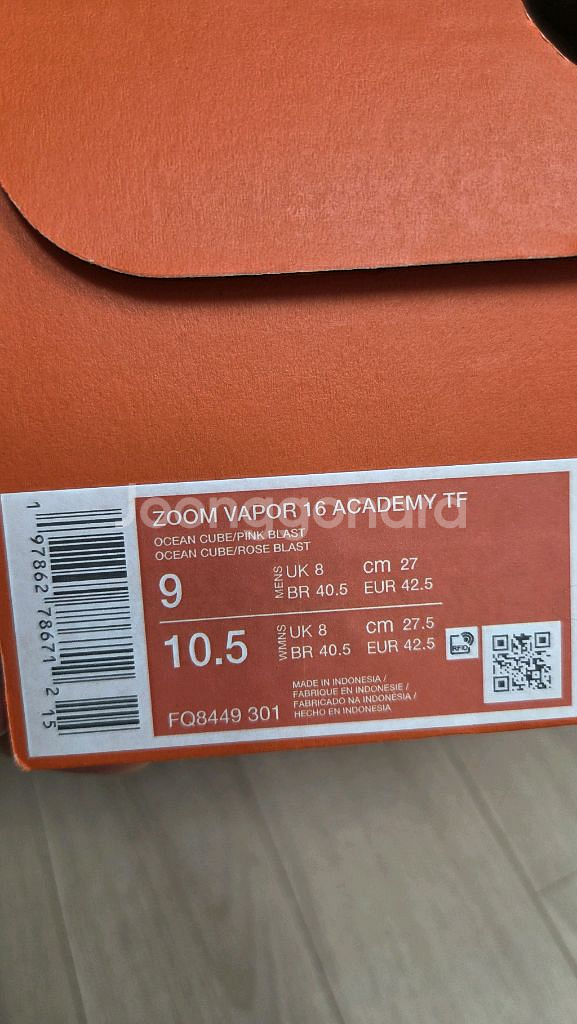 Joonggonara
ZOOM VAPOR 16 ACADEMY TF
OCEAN CUBE/PINK BLAST
OCEAN CUBE/ROSE BLAST
9
MENS
UK 8 cm 27
BR 40.5 EUR 42.5
10.5
WMNS
UK 8 cm 27.5
BR 40.5 EUR 42.5
RFID
MADE IN INDONESIA /
FABRIQUE EN INDONESIE /
FABRICADO NA INDONÉSIA /
HECHO EN INDONESIA
FQ8449 301
1 97862 78671 2 15